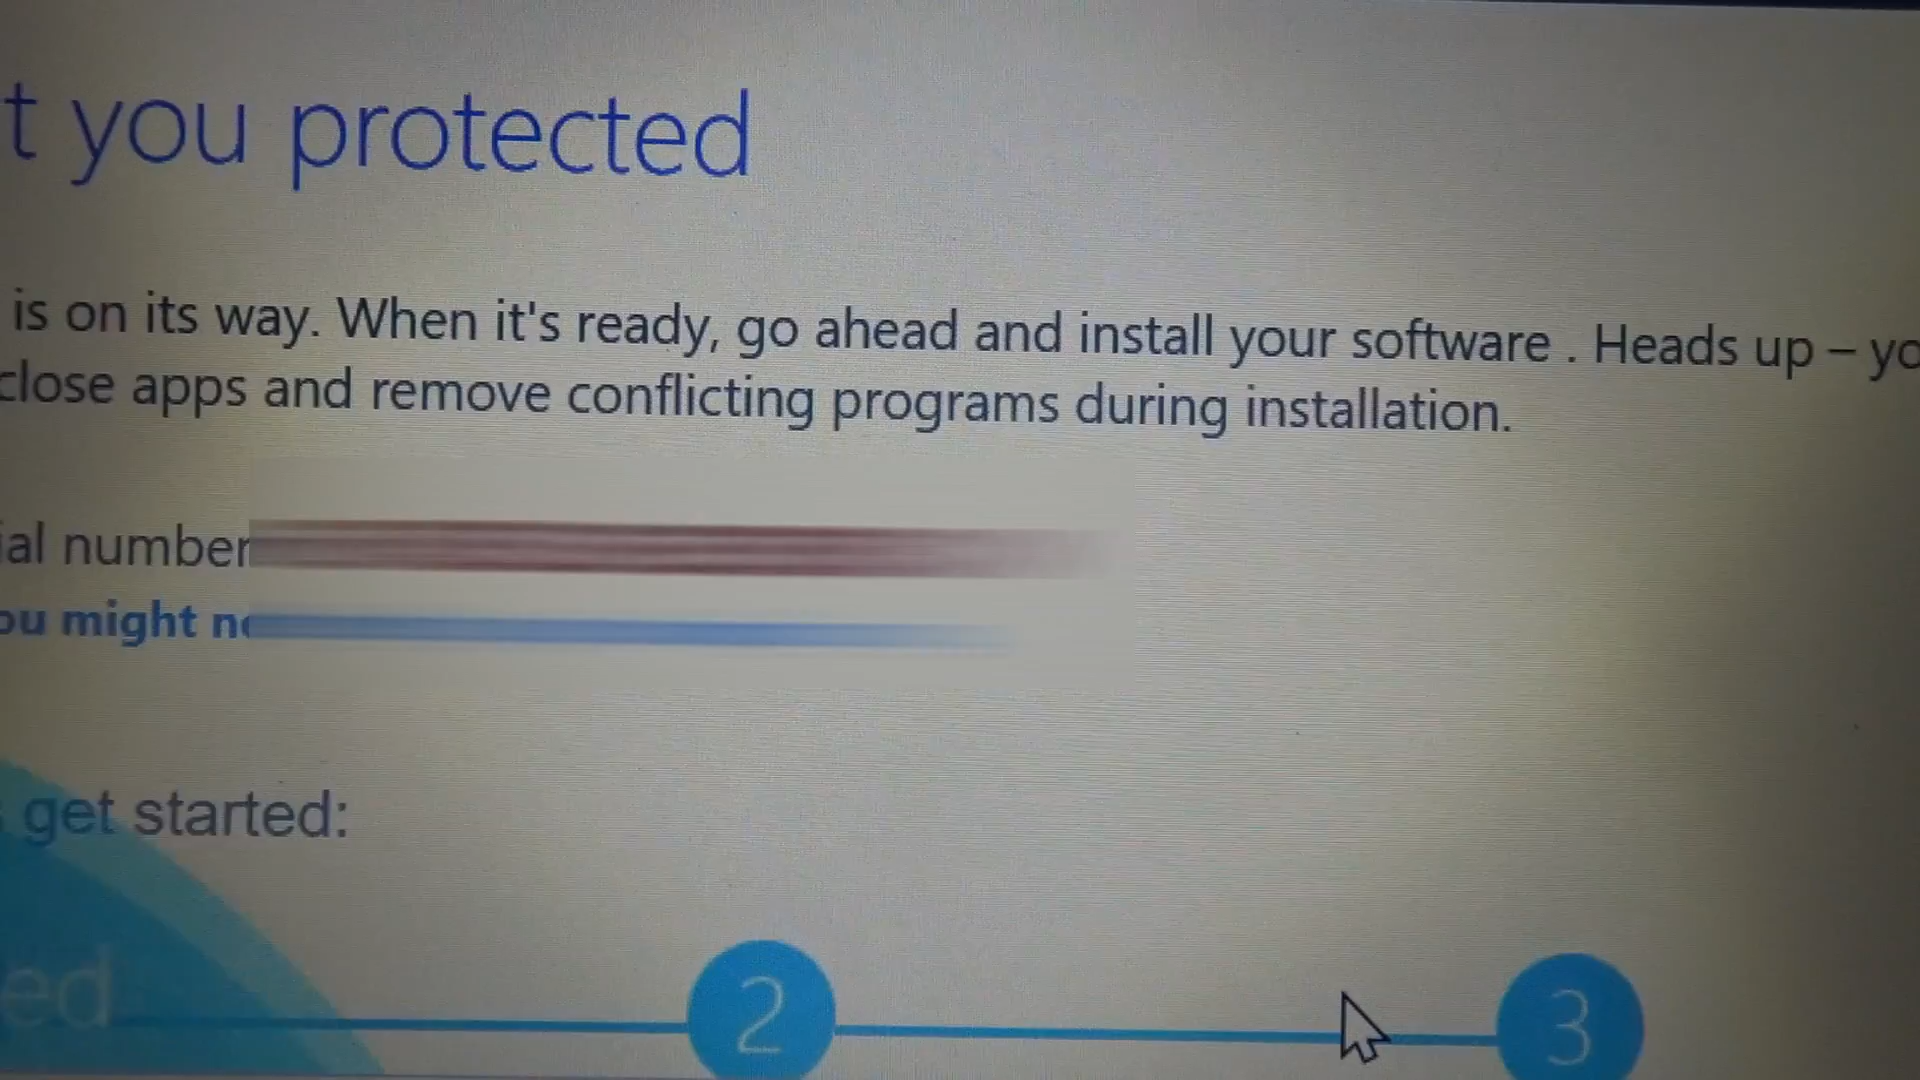 t you protected
is on its way. When it's ready, go ahead and install your software . Heads up – yo
close apps and remove conflicting programs during installation.
ial number
ou might n
get started:
ed
2
3